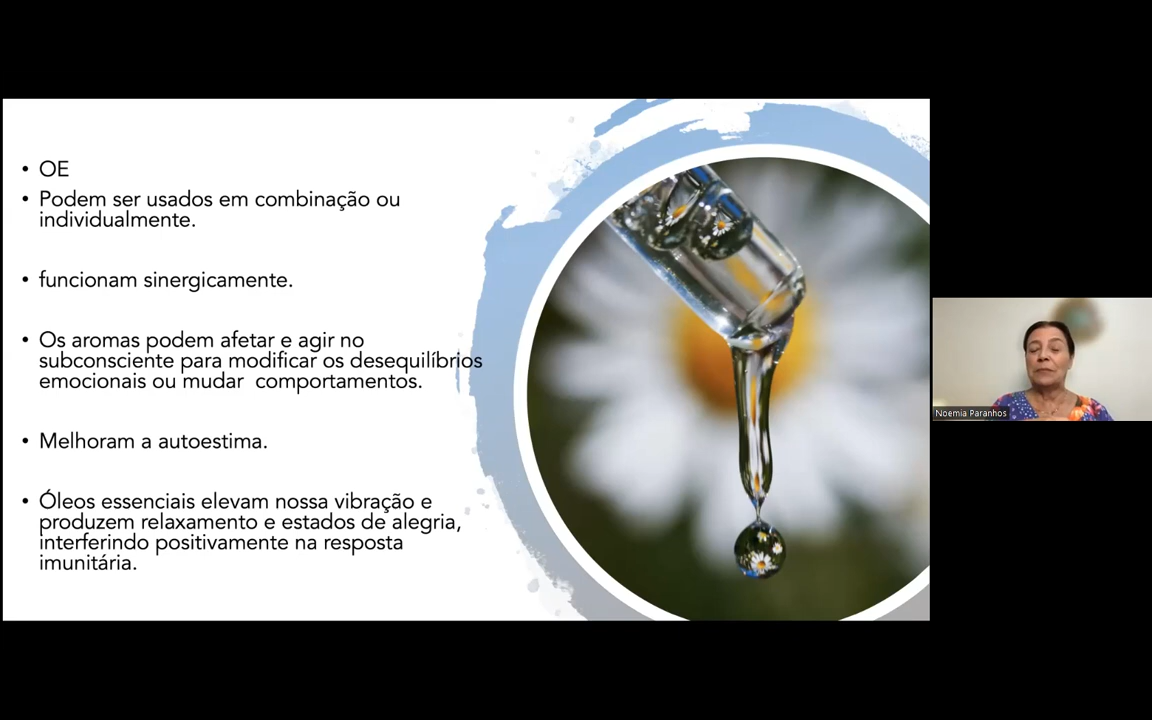 • OE
• Podem ser usados em combinação ou
individualmente.
• funcionam sinergicamente.
• Os aromas podem afetar e agir no
subconsciente para modificar os desequilíbrios
emocionais ou mudar  comportamentos.
• Melhoram a autoestima.
• Óleos essenciais elevam nossa vibração e
produzem relaxamento e estados de alegria,
interferindo positivamente na resposta
imunitária.
Noemia Paranhos